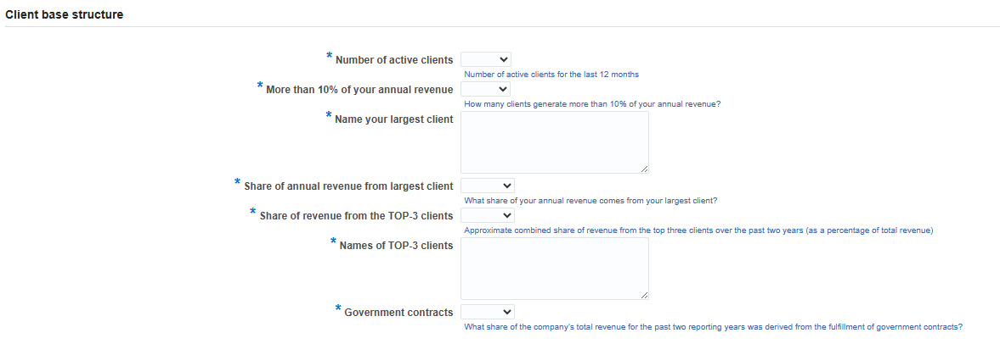 Client base structure
* Number of active clients
Number of active clients for the last 12 months
* More than 10% of your annual revenue
How many clients generate more than 10% of your annual revenue?
* Name your largest client
* Share of annual revenue from largest client
What share of your annual revenue comes from your largest client?
* Share of revenue from the TOP-3 clients
Approximate combined share of revenue from the top three clients over the past two years (as a percentage of total revenue)
* Names of TOP-3 clients
* Government contracts
What share of the company's total revenue for the past two reporting years was derived from the fulfillment of government contracts?